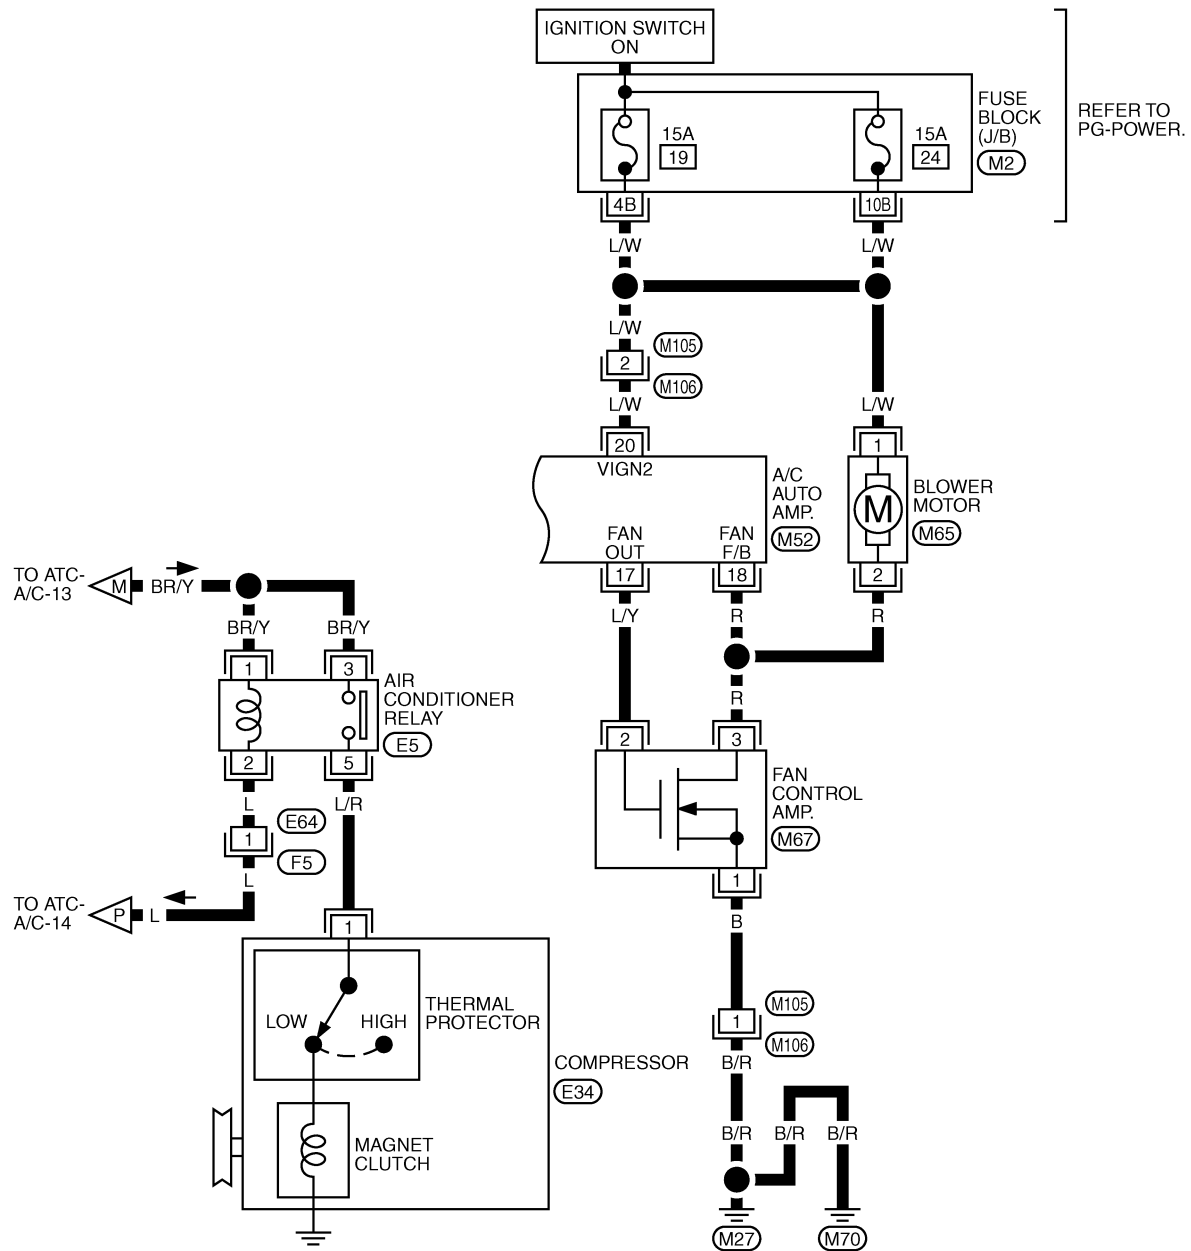 IGNITION SWITCH
ON
FUSE
BLOCK
(J/B)
M2
REFER TO
PG-POWER.
15A
19
15A
24
4B
10B
L/W
L/W
L/W
M105
2
M106
L/W
L/W
20
1
VIGN2
A/C
AUTO
AMP.
M52
M
BLOWER
MOTOR
M65
FAN
OUT
FAN
F/B
17
18
2
TO ATC-
A/C-13
M
BR/Y
L/Y
R
R
BR/Y
BR/Y
1
3
AIR
CONDITIONER
RELAY
E5
R
2
3
2
5
FAN
CONTROL
AMP.
M67
L
L/R
E64
1
F5
L
1
TO ATC-
A/C-14
P
L
1
B
THERMAL
PROTECTOR
LOW
HIGH
M105
1
M106
COMPRESSOR
E34
B/R
B/R
B/R
B/R
MAGNET
CLUTCH
M27
M70